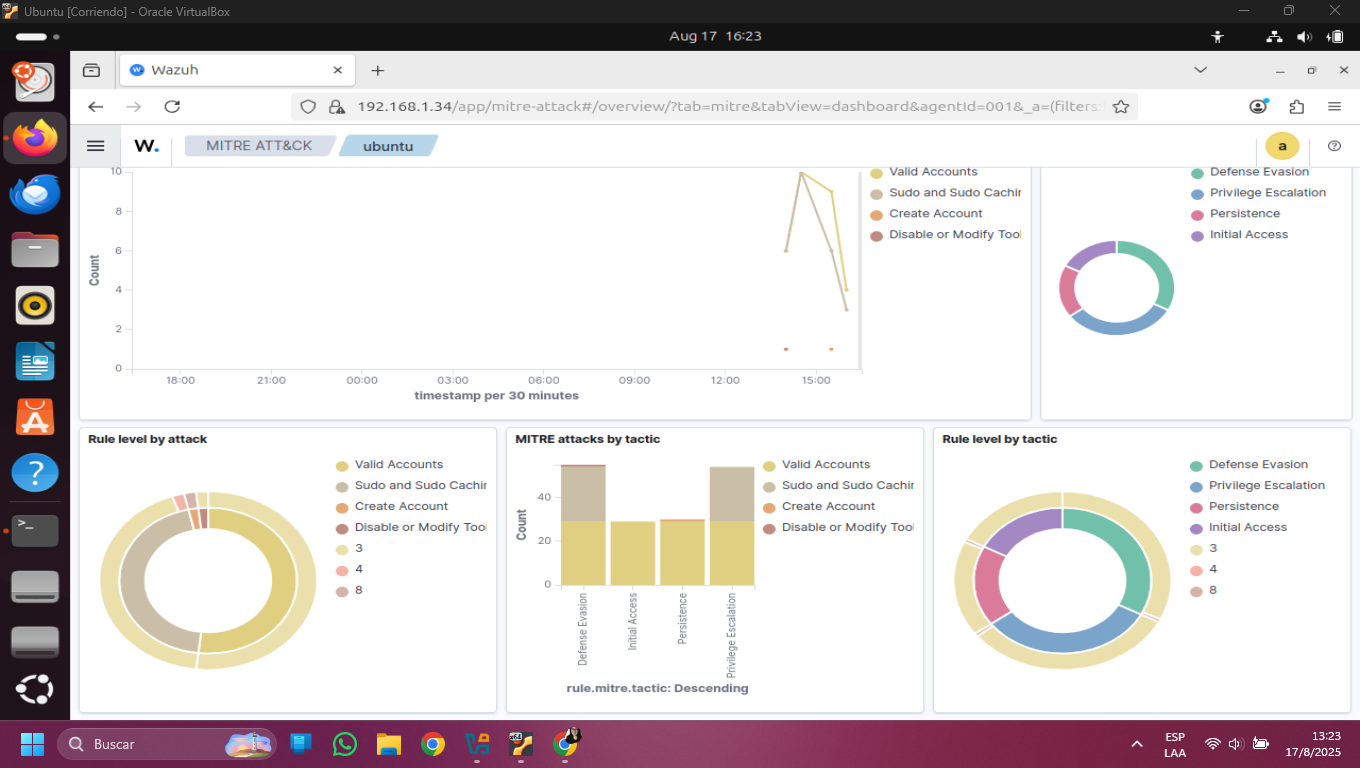 Ubuntu [Corriendo] - Oracle VirtualBox
Aug 17 16:23
Wazuh
192.168.1.34/app/mitre-attack#/overview/?tab=mitre&tabView=dashboard&agentId=001&_a=(filters:
W.
MITRE ATT&CK
ubuntu
a
10
8
6
4
2
0
Count
18:00
21:00
00:00
03:00
06:00
09:00
12:00
15:00
timestamp per 30 minutes
Valid Accounts
Sudo and Sudo Cachin
Create Account
Disable or Modify Tool
Defense Evasion
Privilege Escalation
Persistence
Initial Access
Rule level by attack
Valid Accounts
Sudo and Sudo Cachin
Create Account
Disable or Modify Tool
3
4
8
MITRE attacks by tactic
40
20
0
Count
Defense Evasion
Initial Access
Persistence
Privilege Escalation
rule.mitre.tactic: Descending
Valid Accounts
Sudo and Sudo Cachin
Create Account
Disable or Modify Tool
Rule level by tactic
Defense Evasion
Privilege Escalation
Persistence
Initial Access
3
4
8
Buscar
ESP
LAA
13:23
17/8/2025